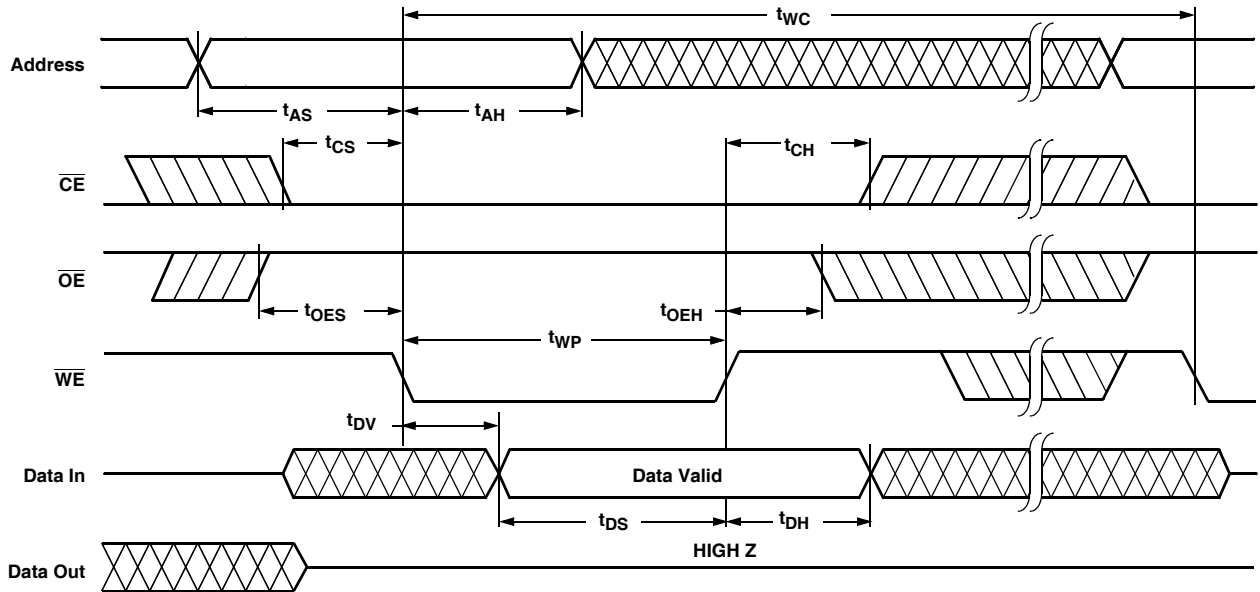 tWC
Address
tAS
tAH
tCS
tCH
CE
OE
tOES
tOEH
tWP
WE
tDV
Data In
Data Valid
tDS
tDH
HIGH Z
Data Out